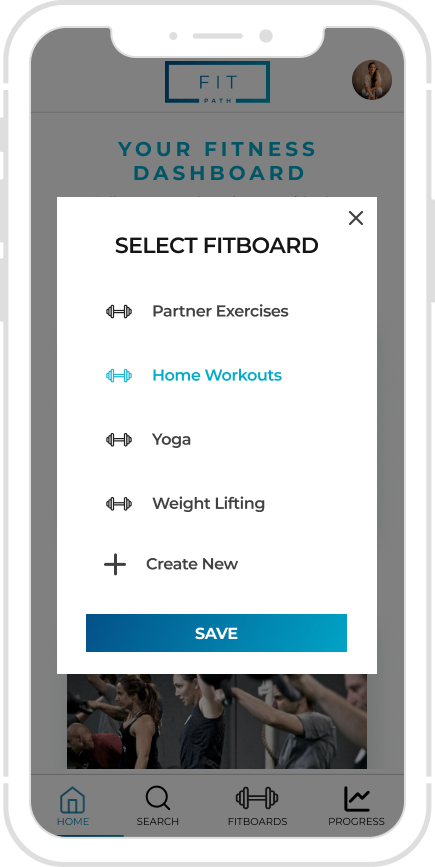 FIT
PATH
YOUR FITNESS
DASHBOARD
SELECT FITBOARD
Partner Exercises
Home Workouts
Yoga
Weight Lifting
Create New
SAVE
HOME
SEARCH
FITBOARDS
PROGRESS